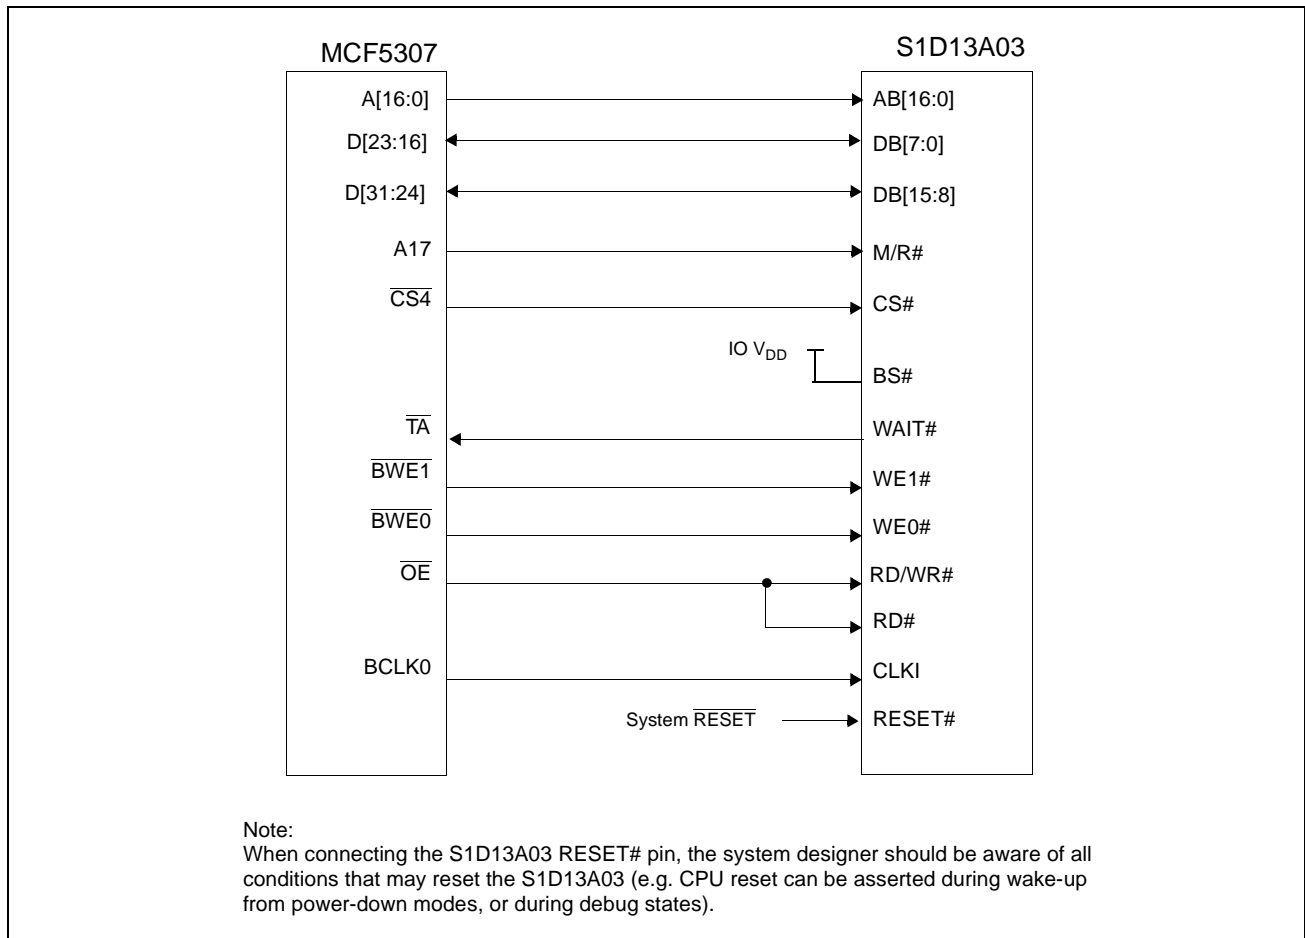 MCF5307 S1D13A03
A[16:0] AB[16:0]
D[23:16] DB[7:0]
D[31:24] DB[15:8]
A17 M/R#
CS4 CS#
IO VDD
BS#
TA WAIT#
BWE1 WE1#
BWE0 WE0#
OE RD/WR#
RD#
BCLK0 CLKI
System RESET RESET#
Note:
When connecting the S1D13A03 RESET# pin, the system designer should be aware of all
conditions that may reset the S1D13A03 (e.g. CPU reset can be asserted during wake-up
from power-down modes, or during debug states).